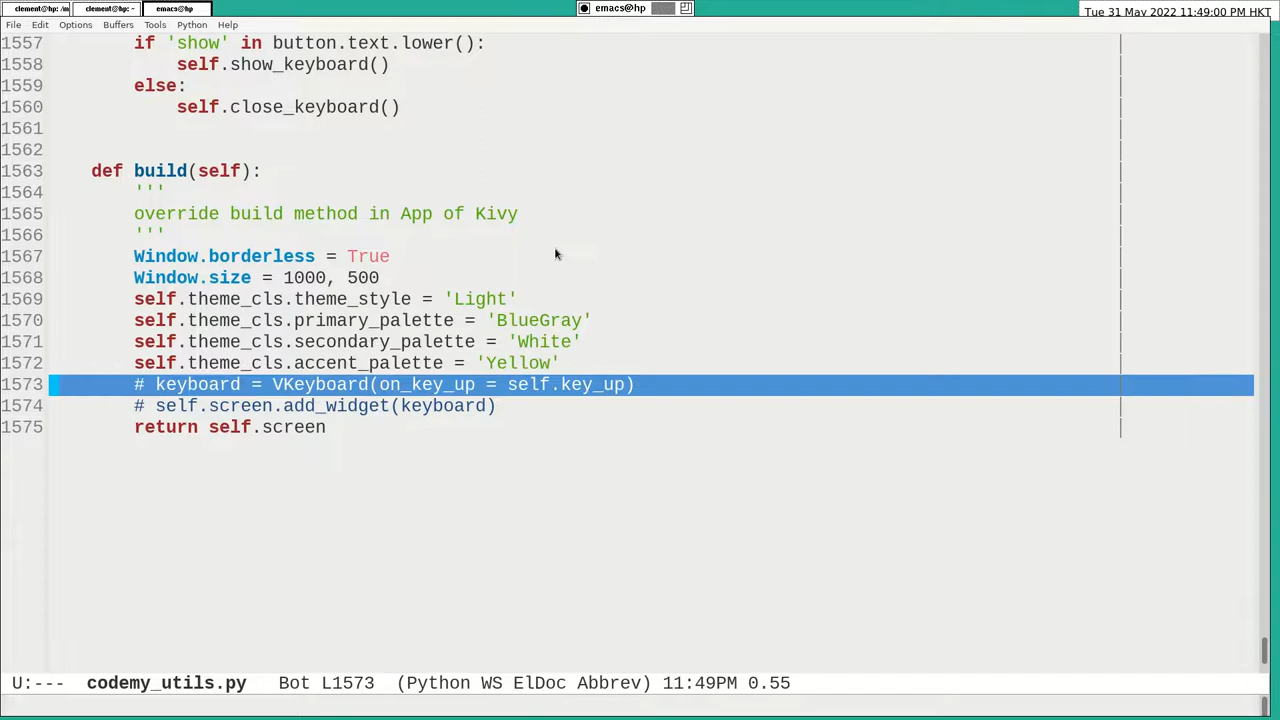 clement@hp: /m clement@hp: ~ emacs@hp emacs@hp Tue 31 May 2022 11:49:00 PM HKT
File Edit Options Buffers Tools Python Help
1557 if 'show' in button.text.lower():
1558 self.show_keyboard()
1559 else:
1560 self.close_keyboard()
1561
1562
1563 def build(self):
1564 '''
1565 override build method in App of Kivy
1566 '''
1567 Window.borderless = True
1568 Window.size = 1000, 500
1569 self.theme_cls.theme_style = 'Light'
1570 self.theme_cls.primary_palette = 'BlueGray'
1571 self.theme_cls.secondary_palette = 'White'
1572 self.theme_cls.accent_palette = 'Yellow'
1573 # keyboard = VKeyboard(on_key_up = self.key_up)
1574 # self.screen.add_widget(keyboard)
1575 return self.screen
U:--- codemy_utils.py Bot L1573 (Python WS ElDoc Abbrev) 11:49PM 0.55